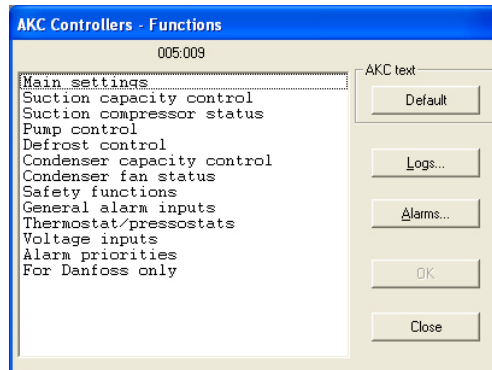 AKC Controllers - Functions
005:009
Main settings
Suction capacity control
Suction compressor status
Pump control
Defrost control
Condenser capacity control
Condenser fan status
Safety functions
General alarm inputs
Thermostat/pressostats
Voltage inputs
Alarm priorities
For Danfoss only
AKC text
Default
Logs...
Alarms...
OK
Close